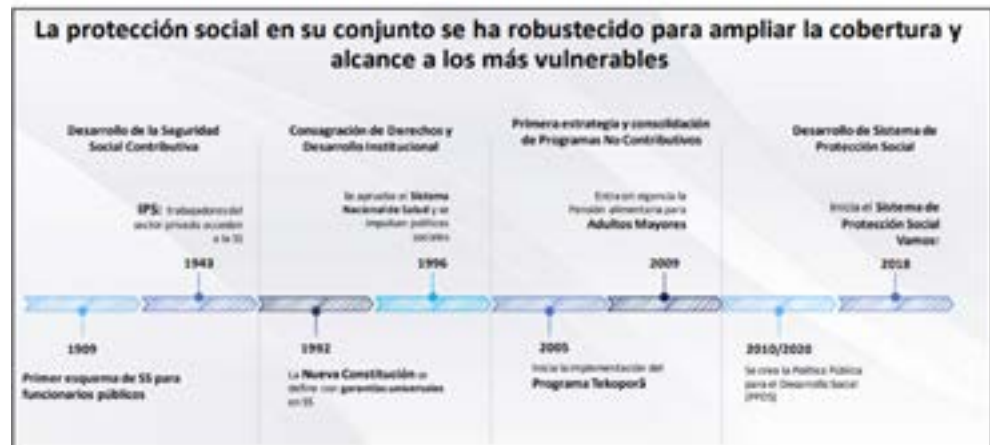 La protección social en su conjunto se ha robustecido para ampliar la cobertura y
alcance a los más vulnerables
Desarrollo de la Seguridad
Social Contributiva
Consagración de Derechos y
Desarrollo Institucional
Primera estrategia y consolidación
de Programas No Contributivos
Desarrollo de Sistema de
Protección Social
IPS: trabajadores del
sector privado acceden
a la SS
1943
Se aprueba el Sistema
Nacional de Salud y se
impulsan políticas
sociales
1996
Entra en vigencia la
Pensión alimentaria para
Adultos Mayores
2009
Inicia el Sistema de
Protección Social
Vamos!
2018
1909
Primer esquema de SS para
funcionarios públicos
1992
La Nueva Constitución se
define con garantías universales
en SS
2005
Inicia la implementación del
Programa Tekopor
2010/2020
Se crea la Política Pública
para el Desarrollo Social
(PPDS)